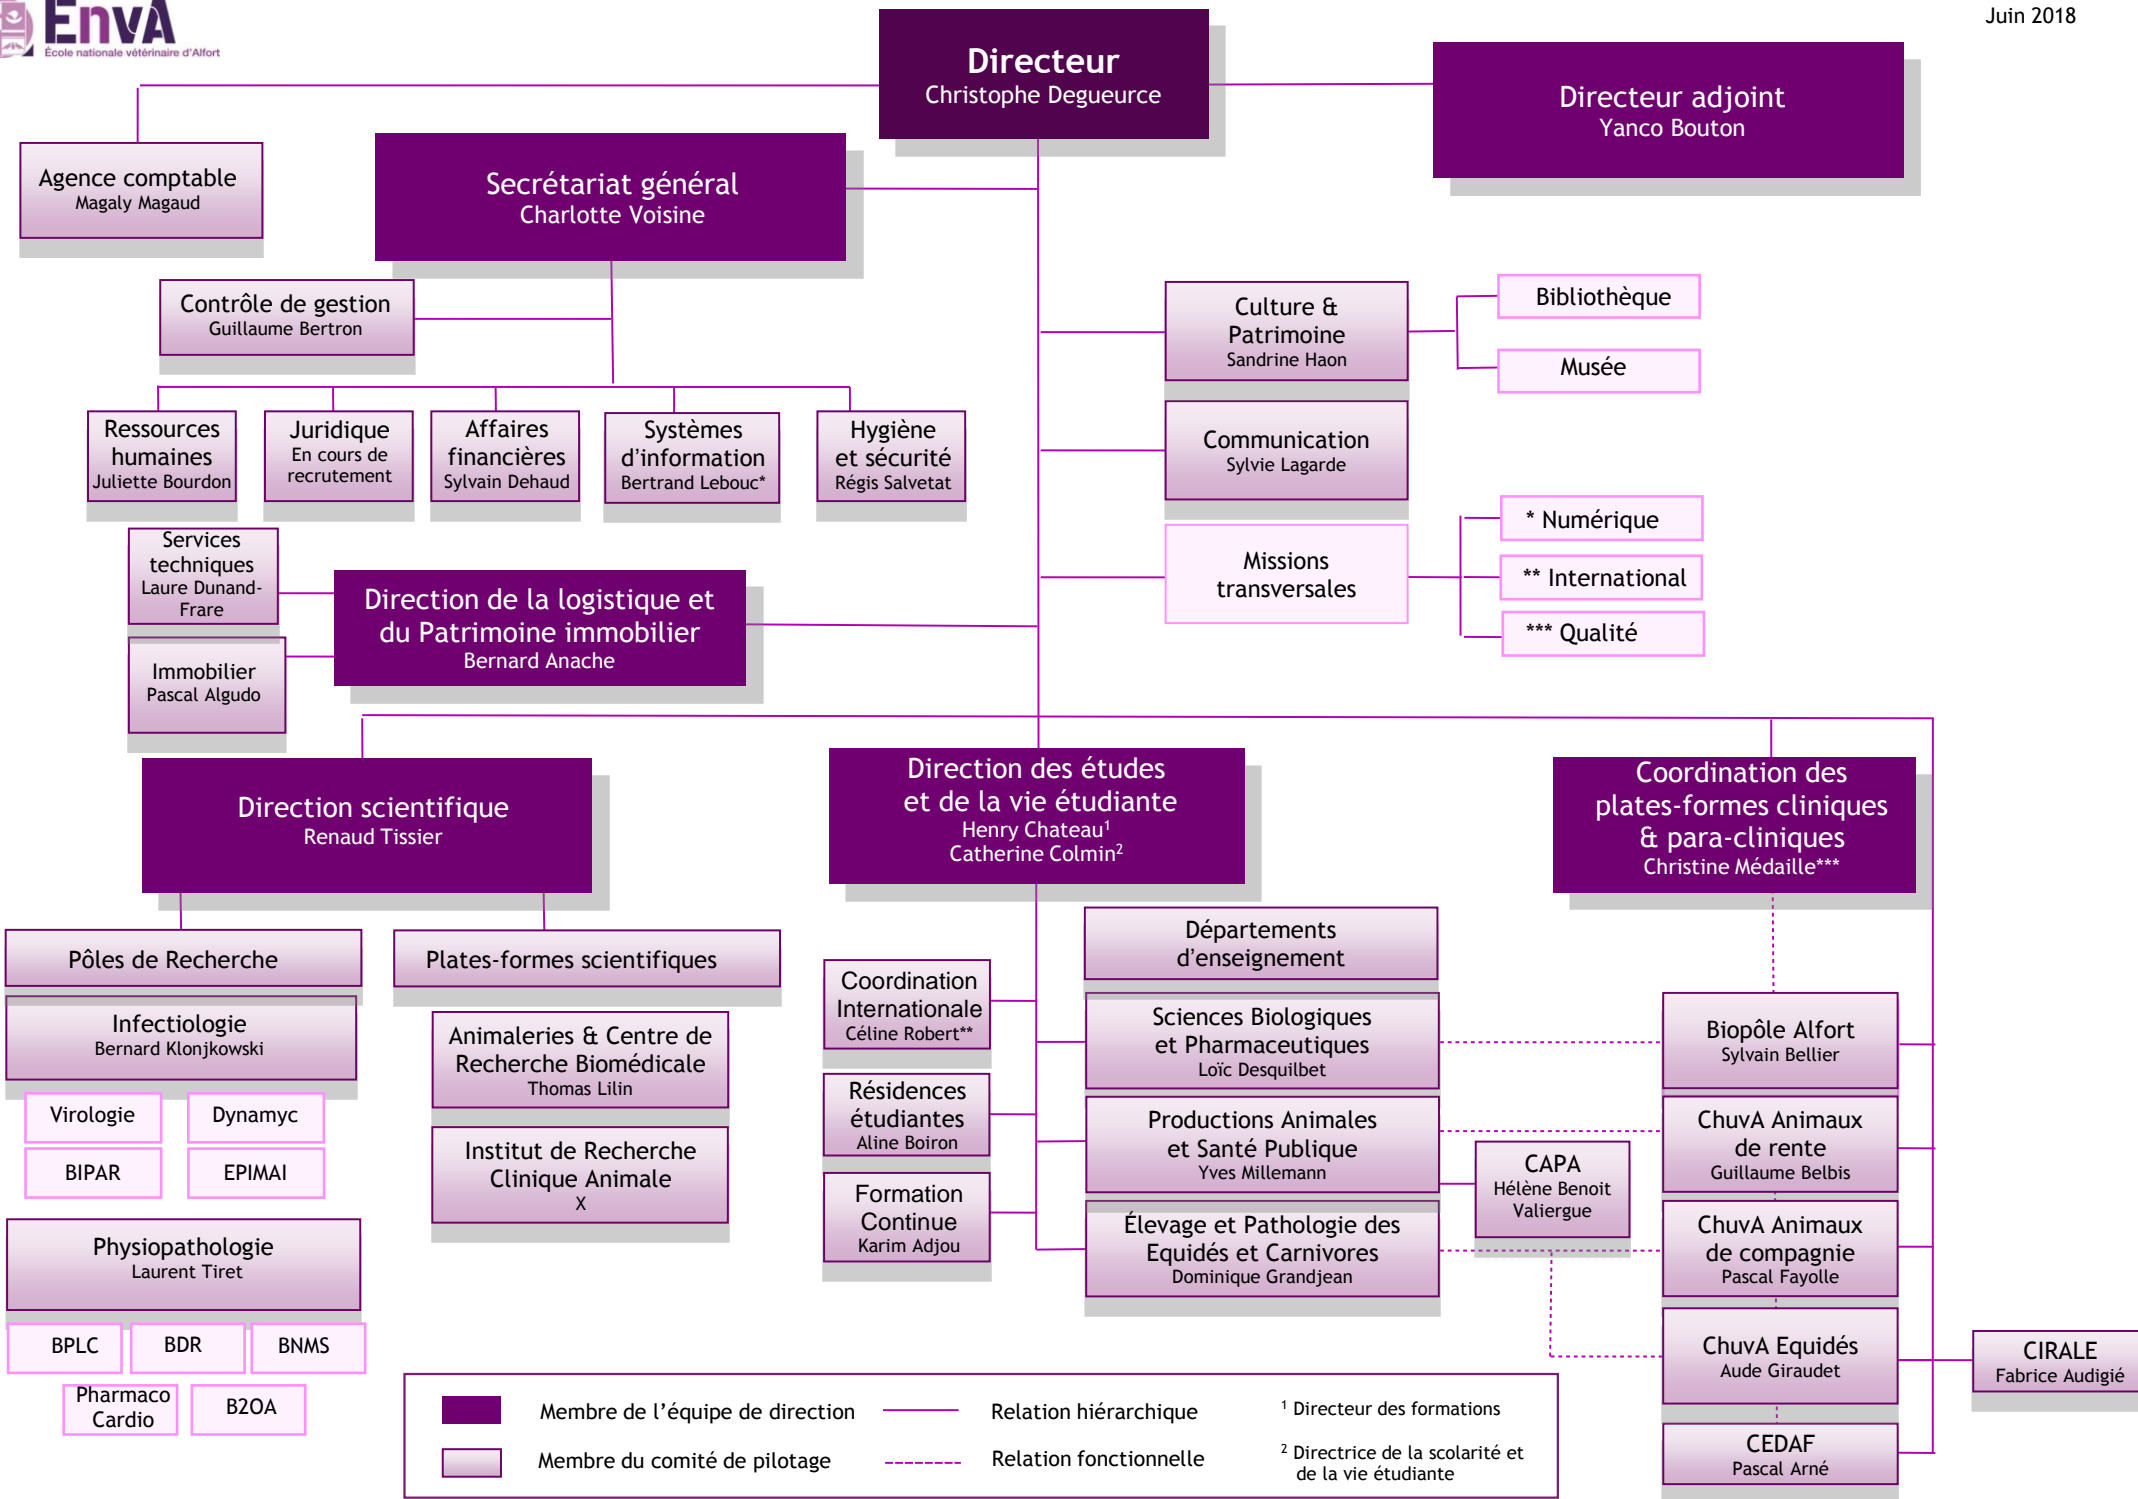 EnvA
École nationale vétérinaire d'Alfort
Juin 2018
Directeur
Christophe Degueurce
Directeur adjoint
Yanco Bouton
Agence comptable
Magaly Magaud
Secrétariat général
Charlotte Voisine
Contrôle de gestion
Guillaume Bertron
Ressources
humaines
Juliette Bourdon
Juridique
En cours de
recrutement
Affaires
financières
Sylvain Dehaud
Systèmes
d'information
Bertrand Lebouc*
Hygiène
et sécurité
Régis Salvetat
Culture &
Patrimoine
Sandrine Haon
Bibliothèque
Musée
Communication
Sylvie Lagarde
Missions
transversales
* Numérique
** International
*** Qualité
Services
techniques
Laure Dunand-
Frare
Immobilier
Pascal Algudo
Direction de la logistique et
du Patrimoine immobilier
Bernard Anache
Direction scientifique
Renaud Tissier
Direction des études
et de la vie étudiante
Henry Chateau¹
Catherine Colmin²
Coordination des
plates-formes cliniques
& para-cliniques
Christine Médaille***
Pôles de Recherche
Infectiologie
Bernard Klonjkowski
Virologie
Dynamyc
BIPAR
EPIMAI
Physiopathologie
Laurent Tiret
BPLC
BDR
BNMS
Pharmaco
Cardio
B2OA
Plates-formes scientifiques
Animaleries & Centre de
Recherche Biomédicale
Thomas Lilin
Institut de Recherche
Clinique Animale
X
Coordination
Internationale
Céline Robert**
Résidences
étudiantes
Aline Boiron
Formation
Continue
Karim Adjou
Départements
d'enseignement
Sciences Biologiques
et Pharmaceutiques
Loïc Desquilbet
Productions Animales
et Santé Publique
Yves Millemann
Élevage et Pathologie des
Equidés et Carnivores
Dominique Grandjean
CAPA
Hélène Benoit
Valiergue
Biopôle Alfort
Sylvain Bellier
ChuvA Animaux
de rente
Guillaume Belbis
ChuvA Animaux
de compagnie
Pascal Fayolle
ChuvA Equidés
Aude Giraudet
CEDAF
Pascal Arné
CIRALE
Fabrice Audigié
Membre de l'équipe de direction
Relation hiérarchique
¹ Directeur des formations
Membre du comité de pilotage
Relation fonctionnelle
² Directrice de la scolarité et
de la vie étudiante